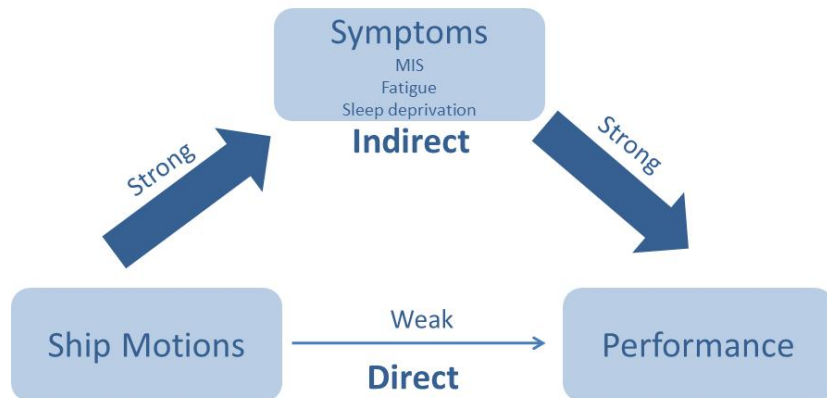 Symptoms
MIS
Fatigue
Sleep deprivation
Indirect
Strong
Strong
Ship Motions
Weak
Direct
Performance